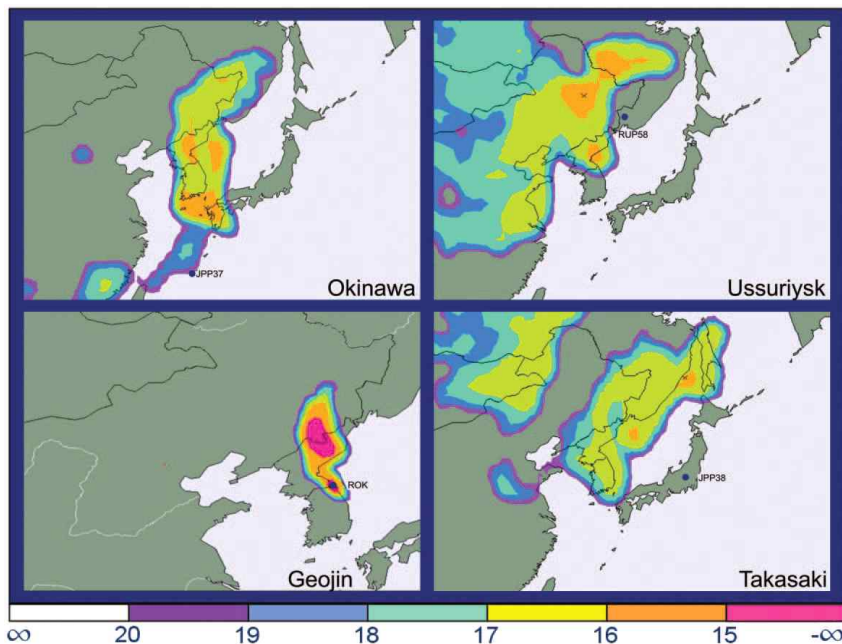 JPP37
Okinawa
RUP58
Ussuriysk
ROK
Geojin
JPP38
Takasaki
∞ 20 19 18 17 16 15 -∞